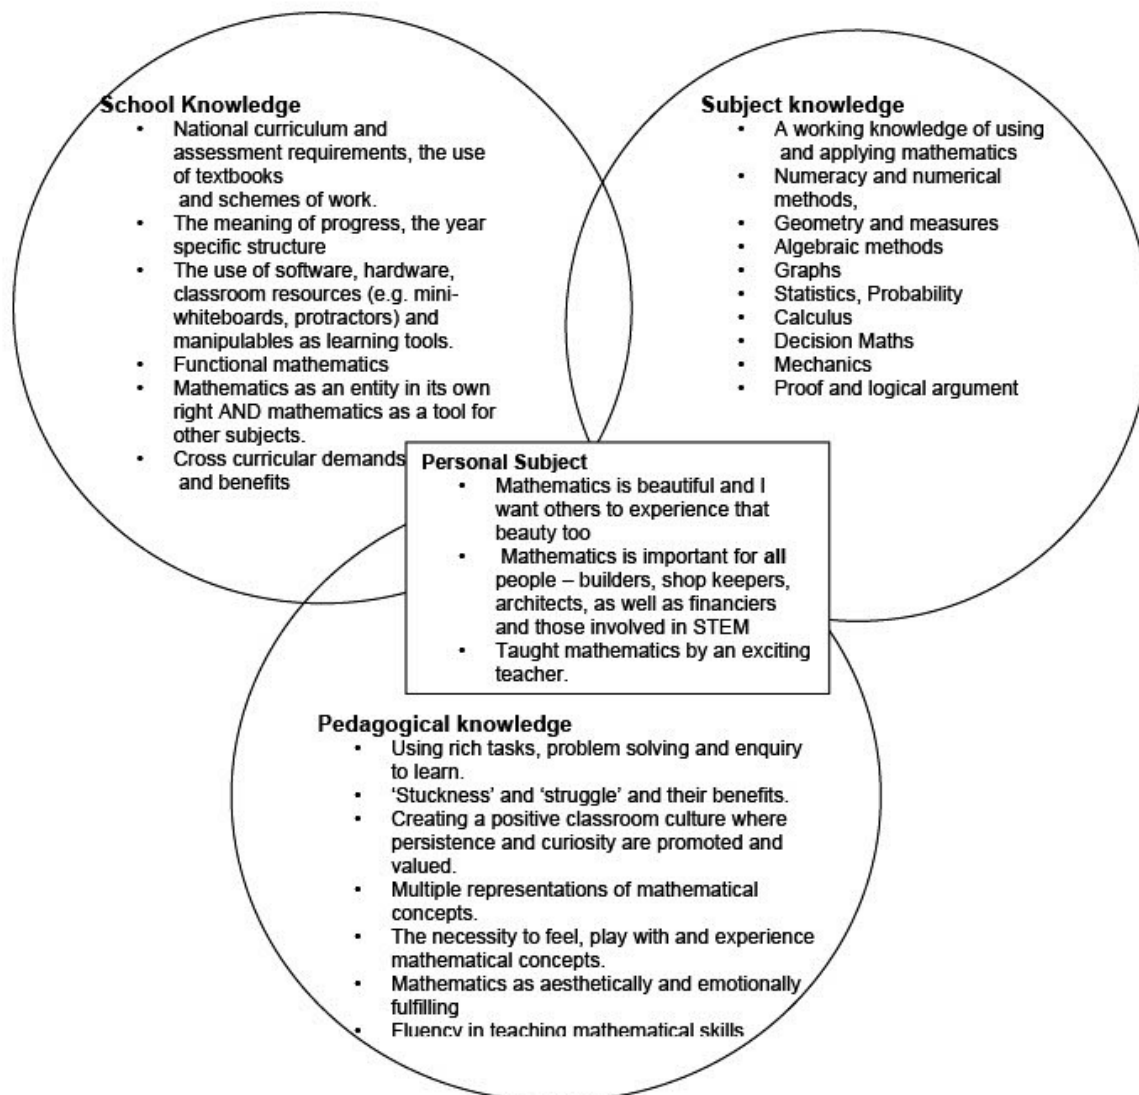 School Knowledge
• National curriculum and
assessment requirements, the use
of textbooks
and schemes of work.
• The meaning of progress, the year
specific structure
• The use of software, hardware,
classroom resources (e.g. mini-
whiteboards, protractors) and
manipulables as learning tools.
• Functional mathematics
• Mathematics as an entity in its own
right AND mathematics as a tool for
other subjects.
• Cross curricular demands
and benefits
Subject knowledge
• A working knowledge of using
and applying mathematics
• Numeracy and numerical
methods,
• Geometry and measures
• Algebraic methods
• Graphs
• Statistics, Probability
• Calculus
• Decision Maths
• Mechanics
• Proof and logical argument
Personal Subject
• Mathematics is beautiful and I
want others to experience that
beauty too
• Mathematics is important for all
people – builders, shop keepers,
architects, as well as financiers
and those involved in STEM
• Taught mathematics by an exciting
teacher.
Pedagogical knowledge
• Using rich tasks, problem solving and enquiry
to learn.
• ‘Stuckness’ and ‘struggle’ and their benefits.
• Creating a positive classroom culture where
persistence and curiosity are promoted and
valued.
• Multiple representations of mathematical
concepts.
• The necessity to feel, play with and experience
mathematical concepts.
• Mathematics as aesthetically and emotionally
fulfilling
• Fluency in teaching mathematical skills